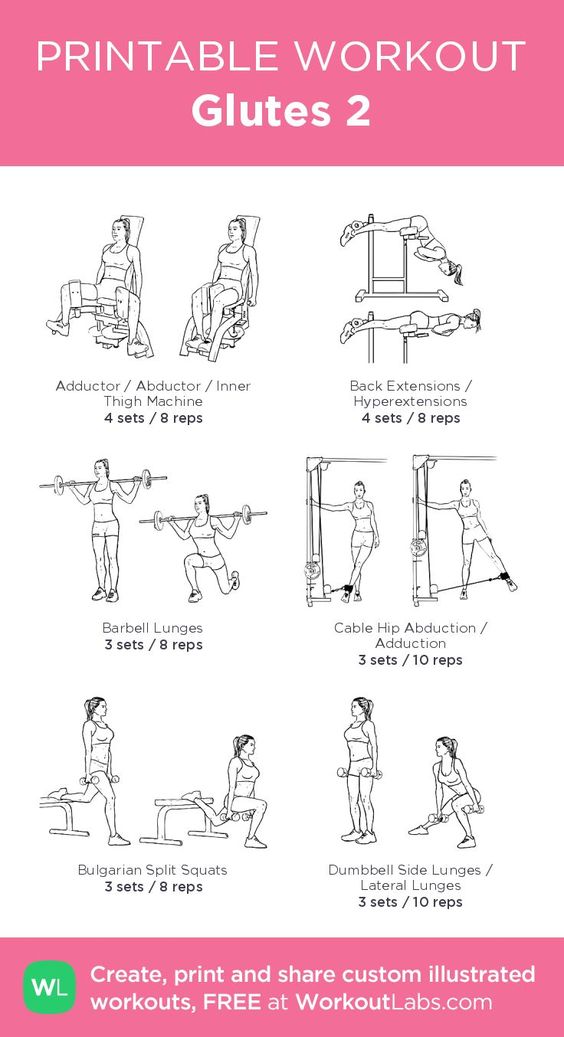 PRINTABLE WORKOUT
Glutes 2
Adductor / Abductor / Inner
Thigh Machine
4 sets / 8 reps
Back Extensions /
Hyperextensions
4 sets / 8 reps
Barbell Lunges
3 sets / 8 reps
Cable Hip Abduction /
Adduction
3 sets / 10 reps
Bulgarian Split Squats
3 sets / 8 reps
Dumbbell Side Lunges /
Lateral Lunges
3 sets / 10 reps
WL
Create, print and share custom illustrated
workouts, FREE at WorkoutLabs.com